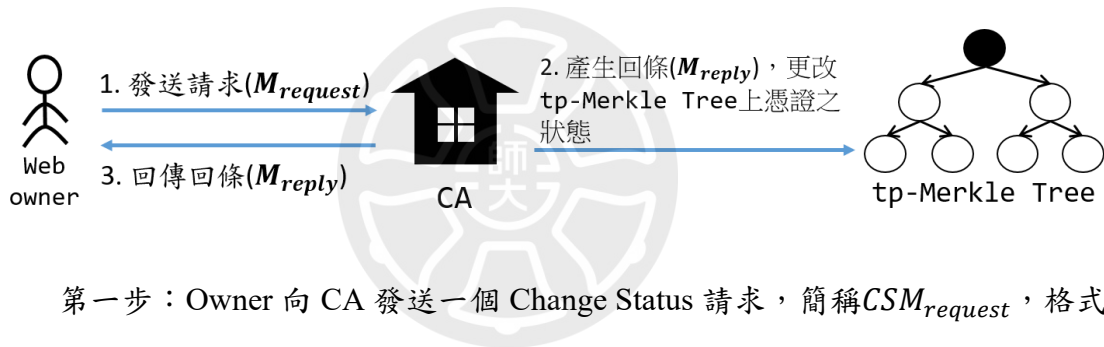 1. 發送請求(M_request)
3. 回傳回條(M_reply)
Web
owner
CA
2. 產生回條(M_reply)，更改
tp-Merkle Tree上憑證之
狀態
tp-Merkle Tree
師
大
第一步：Owner 向 CA 發送一個 Change Status 請求，簡稱CSM_request，格式